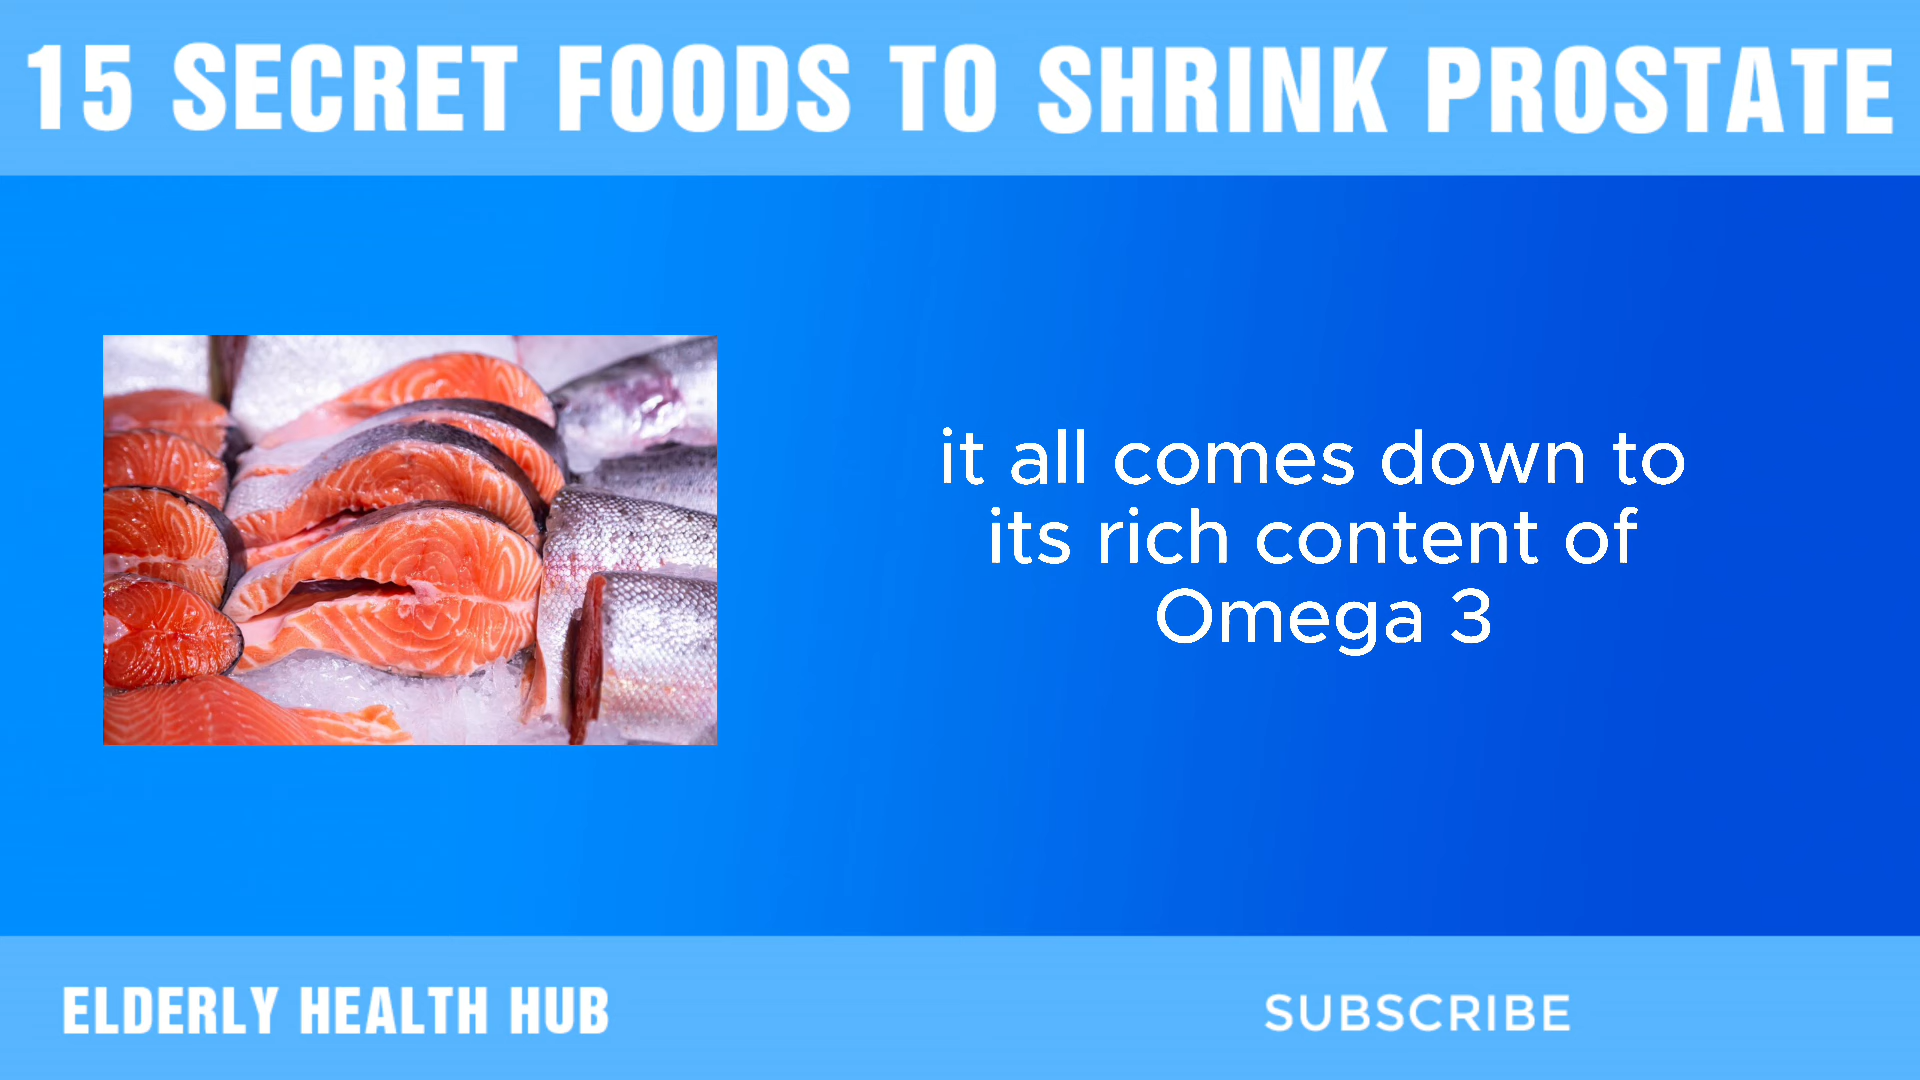 15 SECRET FOODS TO SHRINK PROSTATE
it all comes down to
its rich content of
Omega 3
ELDERLY HEALTH HUB
SUBSCRIBE